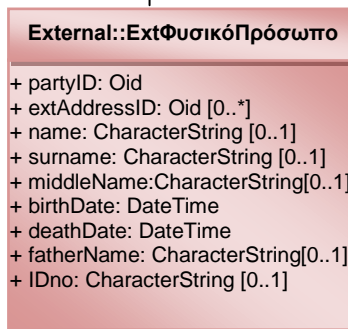 External::ExtΦυσικόΠρόσωπο
+ partyID: Oid
+ extAddressID: Oid [0..*]
+ name: CharacterString [0..1]
+ surname: CharacterString [0..1]
+ middleName:CharacterString[0..1]
+ birthDate: DateTime
+ deathDate: DateTime
+ fatherName: CharacterString[0..1]
+ IDno: CharacterString [0..1]